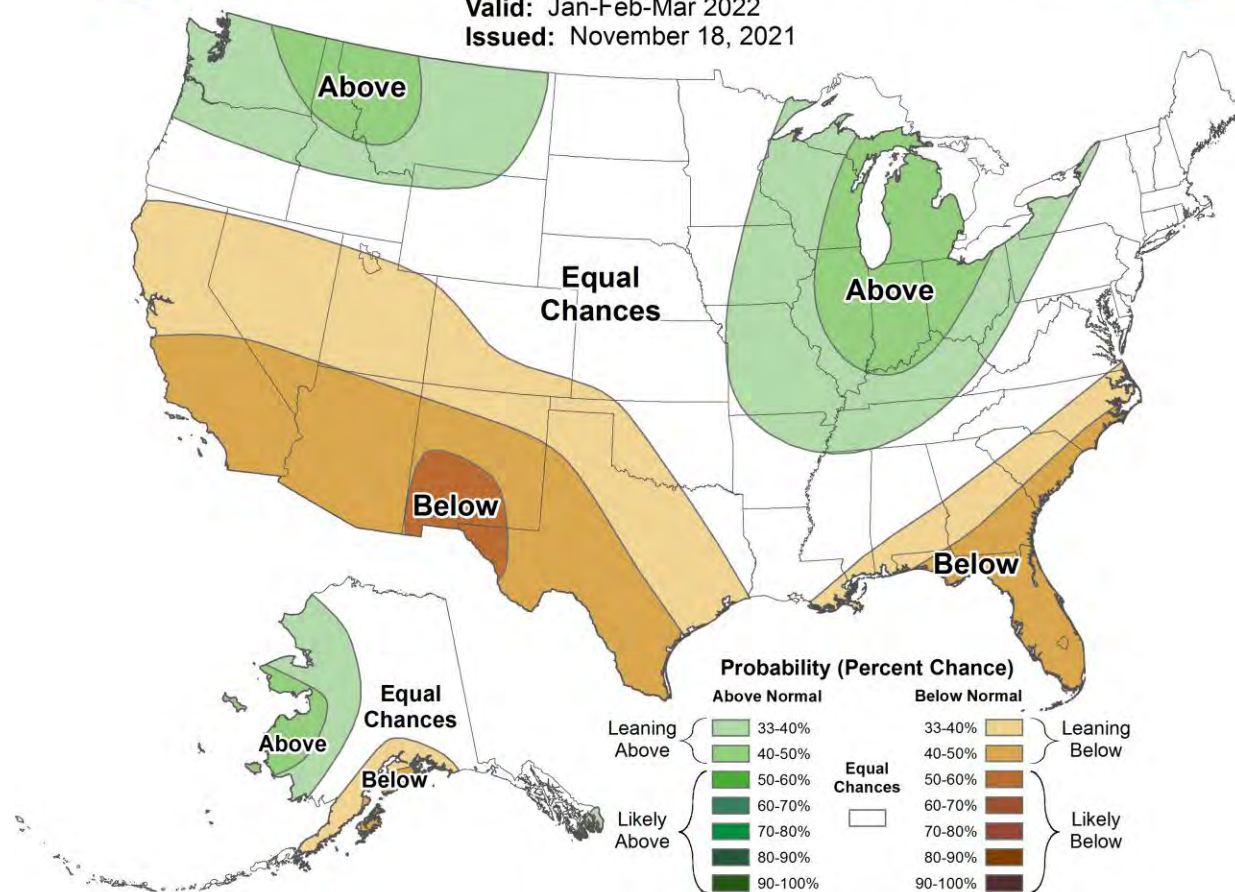 Valid: Jan-Feb-Mar 2022
Issued: November 18, 2021
Above
Equal
Chances
Above
Below
Below
Equal
Chances
Above
Below
Probability (Percent Chance)
Above Normal
Below Normal
Leaning
Above
33-40%
40-50%
Likely
Above
50-60%
60-70%
70-80%
80-90%
90-100%
Equal
Chances
33-40%
40-50%
Leaning
Below
50-60%
60-70%
70-80%
80-90%
90-100%
Likely
Below